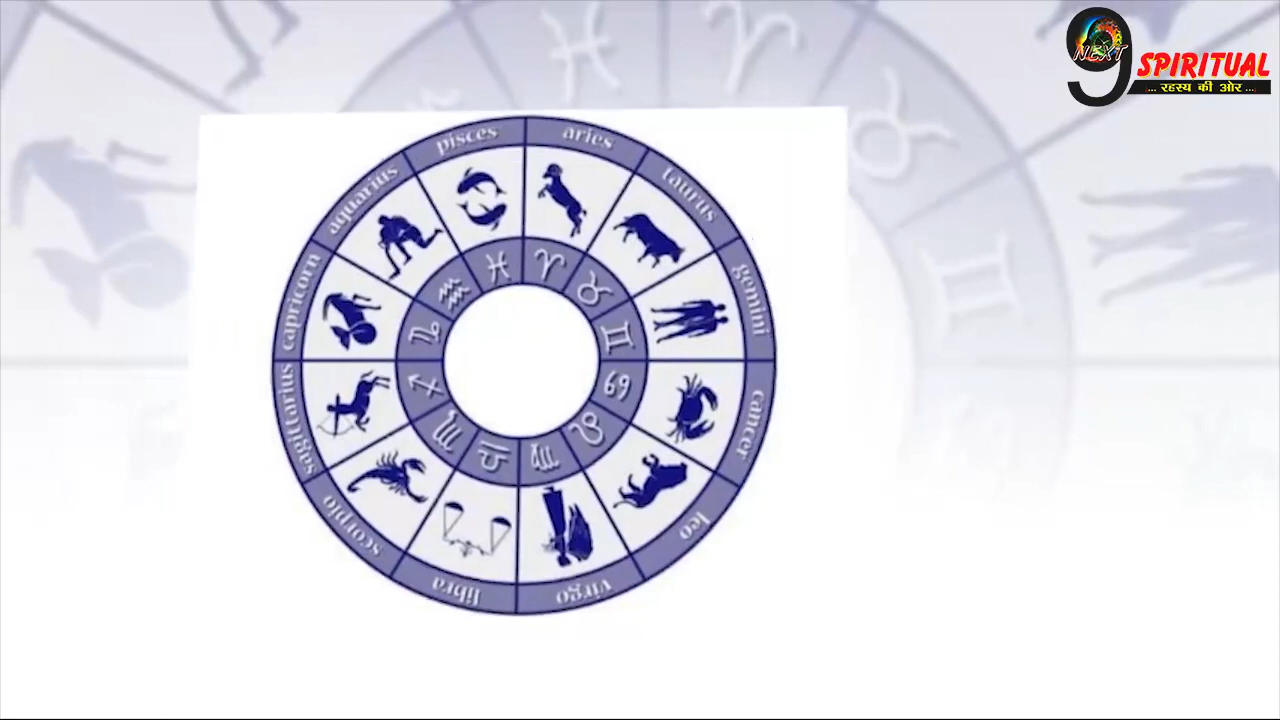 NEXT
9
SPIRITUAL
... रहस्य की ओर ...
pisces
aries
taurus
gemini
cancer
leo
virgo
libra
scorpio
sagittarius
capricorn
aquarius